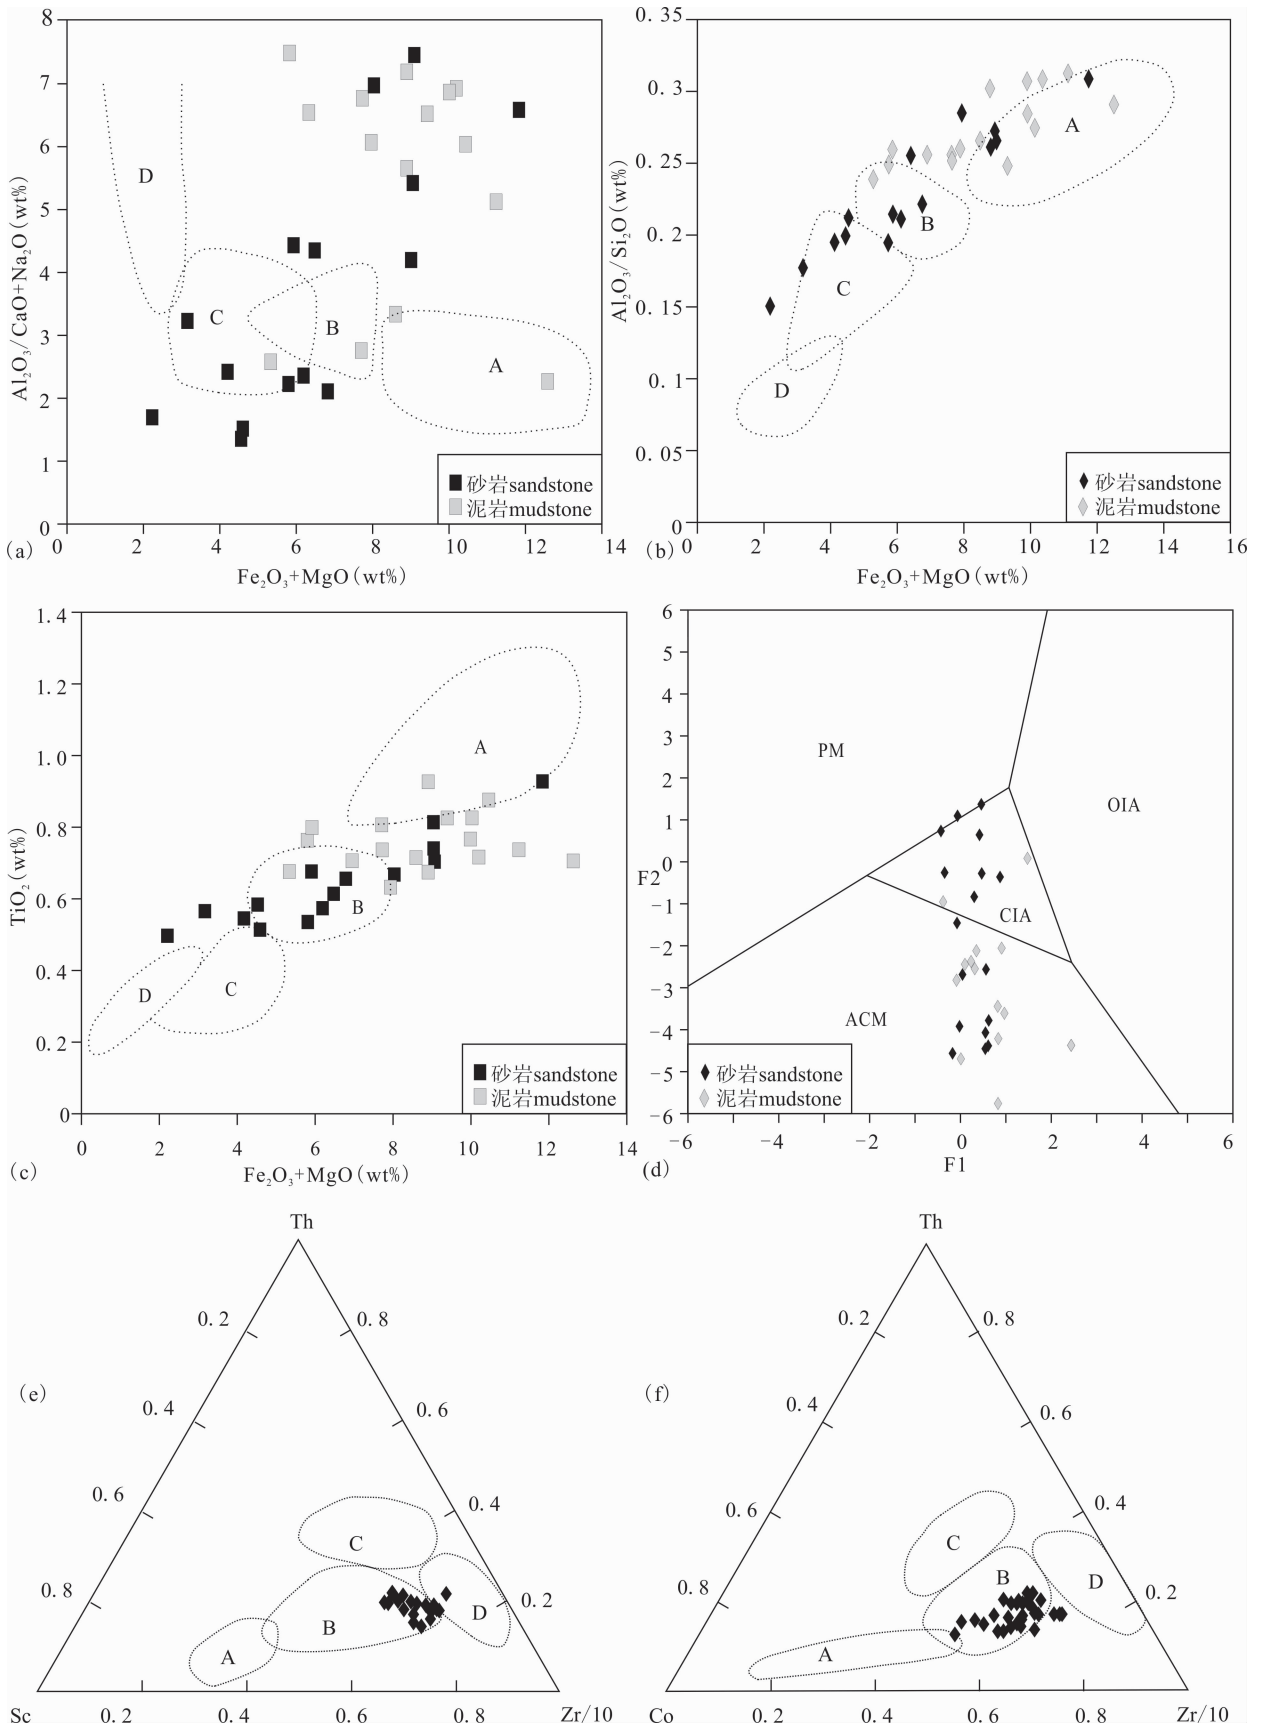 8
7
6
5
4
3
2
1
0
Al₂O₃/CaO+Na₂O(wt%)
D
C
B
A
砂岩sandstone
泥岩mudstone
0 2 4 6 8 10 12 14
(a)
Fe₂O₃+MgO(wt%)
0.35
0.3
0.25
0.2
0.15
0.1
0.05
0
Al₂O₃/Si₂O(wt%)
A
B
C
D
砂岩sandstone
泥岩mudstone
2 4 6 8 10 12 14 16
(b)
Fe₂O₃+MgO(wt%)
1.4
1.2
1.0
0.8
0.6
0.4
0.2
0
TiO₂(wt%)
A
B
C
D
砂岩sandstone
泥岩mudstone
0 2 4 6 8 10 12 14
(c)
Fe₂O₃+MgO(wt%)
6
5
4
3
2
1
0
F2
−1
−2
−3
−4
−5
−6
PM
OIA
CIA
ACM
砂岩sandstone
泥岩mudstone
−6 −4 −2 0 2 4 6
(d)
F1
Th
0.2 0.8
(e)
0.4 0.6
0.6 0.4
C
0.8 0.2
B D
A
Sc 0.2 0.4 0.6 0.8 Zr/10
Th
0.2 0.8
(f)
0.4 0.6
0.6 0.4
C
B D
0.8 0.2
A
Co 0.2 0.4 0.6 0.8 Zr/10